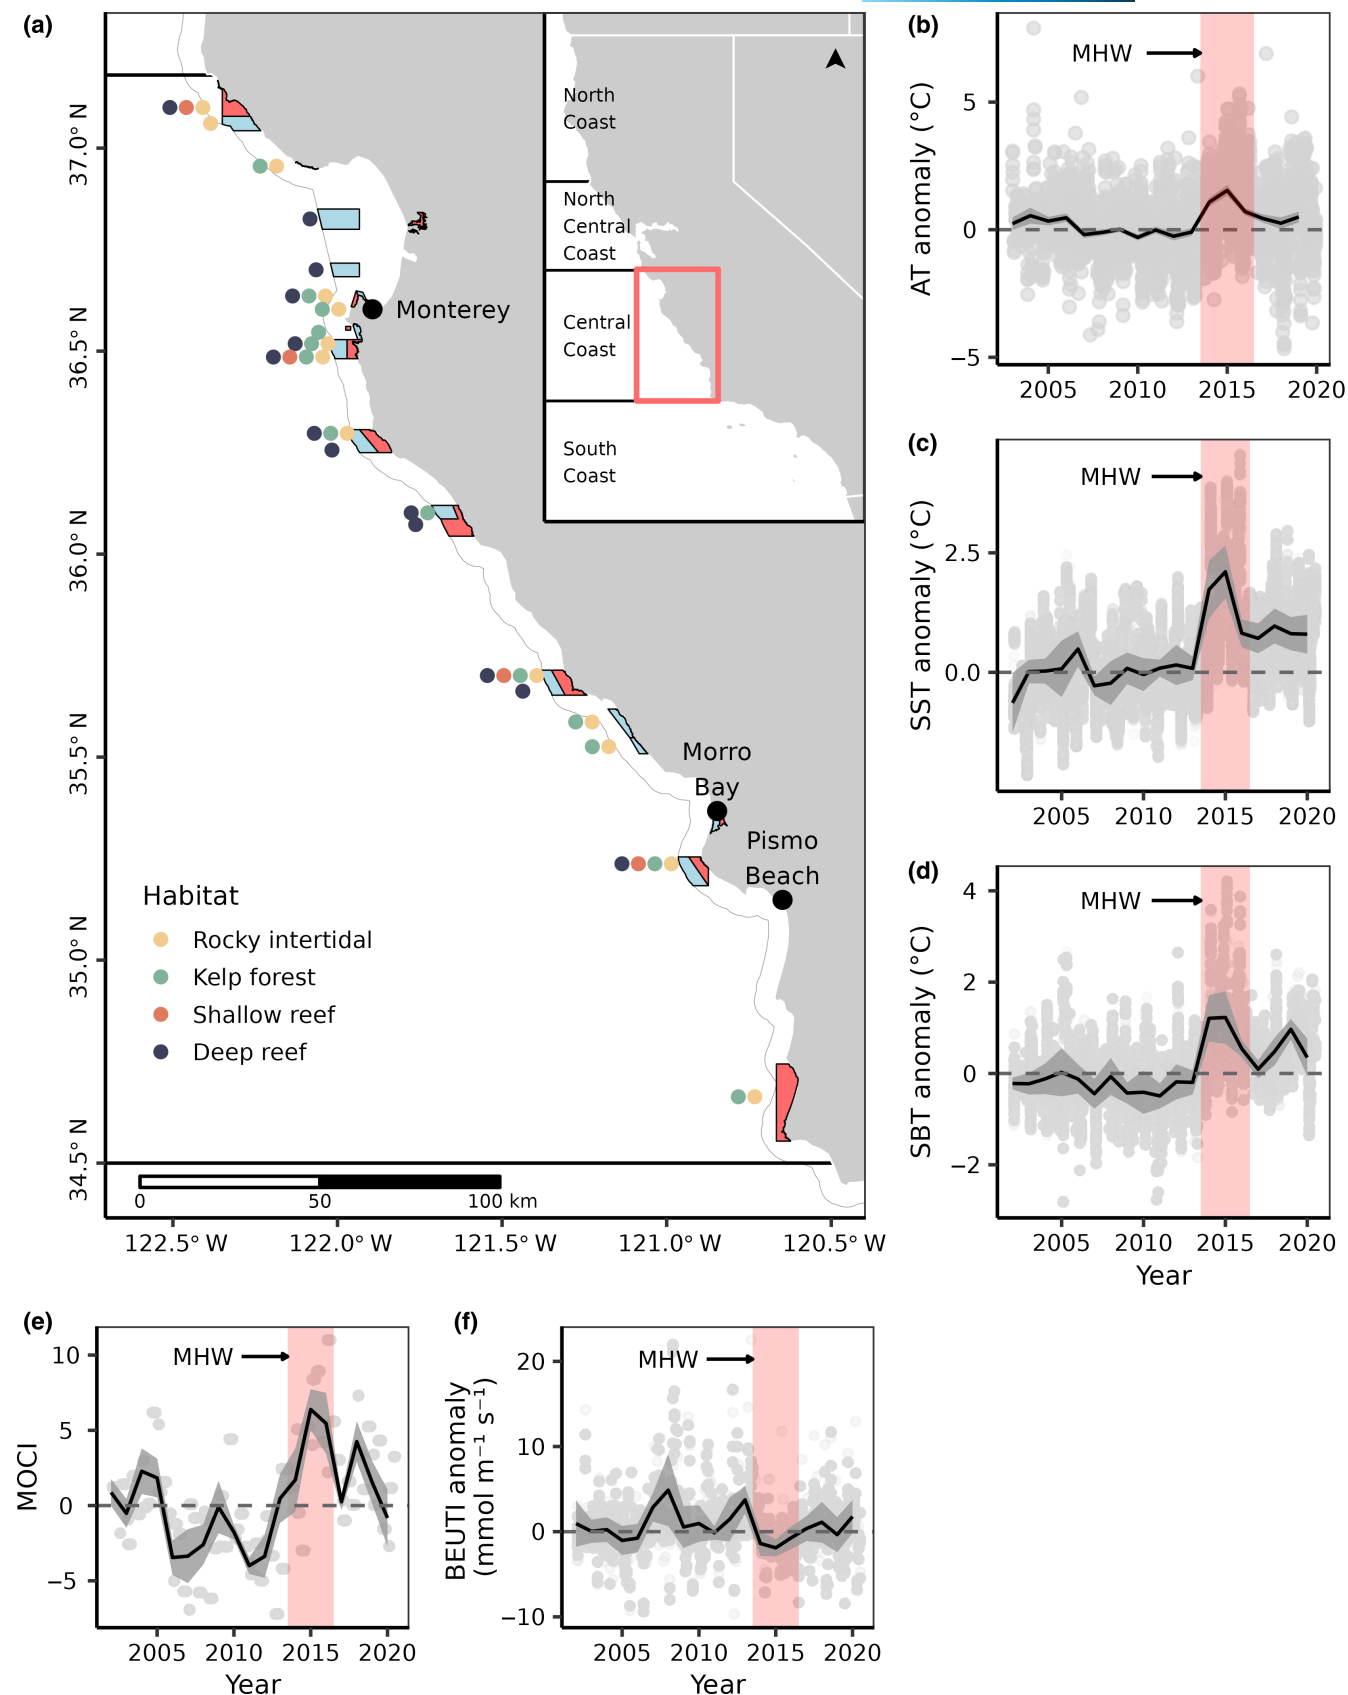 (a)
37.0° N
36.5° N
36.0° N
35.5° N
35.0° N
34.5° N
122.5° W
122.0° W
121.5° W
121.0° W
120.5° W
Monterey
Morro
Bay
Pismo
Beach
North
Coast
North
Central
Coast
Central
Coast
South
Coast
Habitat
Rocky intertidal
Kelp forest
Shallow reef
Deep reef
0
50
100 km
(b)
AT anomaly (°C)
5
0
−5
MHW
2005
2010
2015
2020
(c)
SST anomaly (°C)
2.5
0.0
MHW
2005
2010
2015
2020
(d)
SBT anomaly (°C)
4
2
0
−2
MHW
2005
2010
2015
2020
Year
(e)
MOCI
10
5
0
−5
MHW
2005
2010
2015
2020
Year
(f)
BEUTI anomaly
(mmol m⁻¹ s⁻¹)
20
10
0
−10
MHW
2005
2010
2015
2020
Year